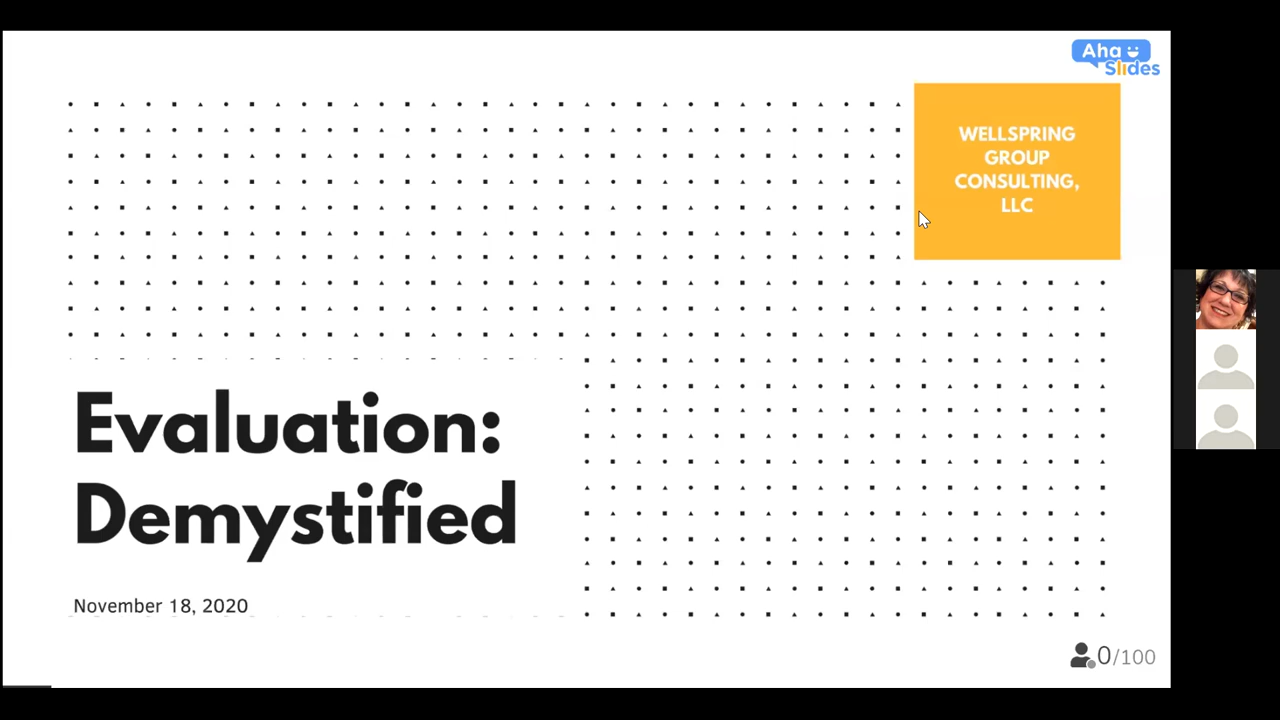 Aha
Slides
WELLSPRING
GROUP
CONSULTING,
LLC
Evaluation:
Demystified
November 18, 2020
0/100